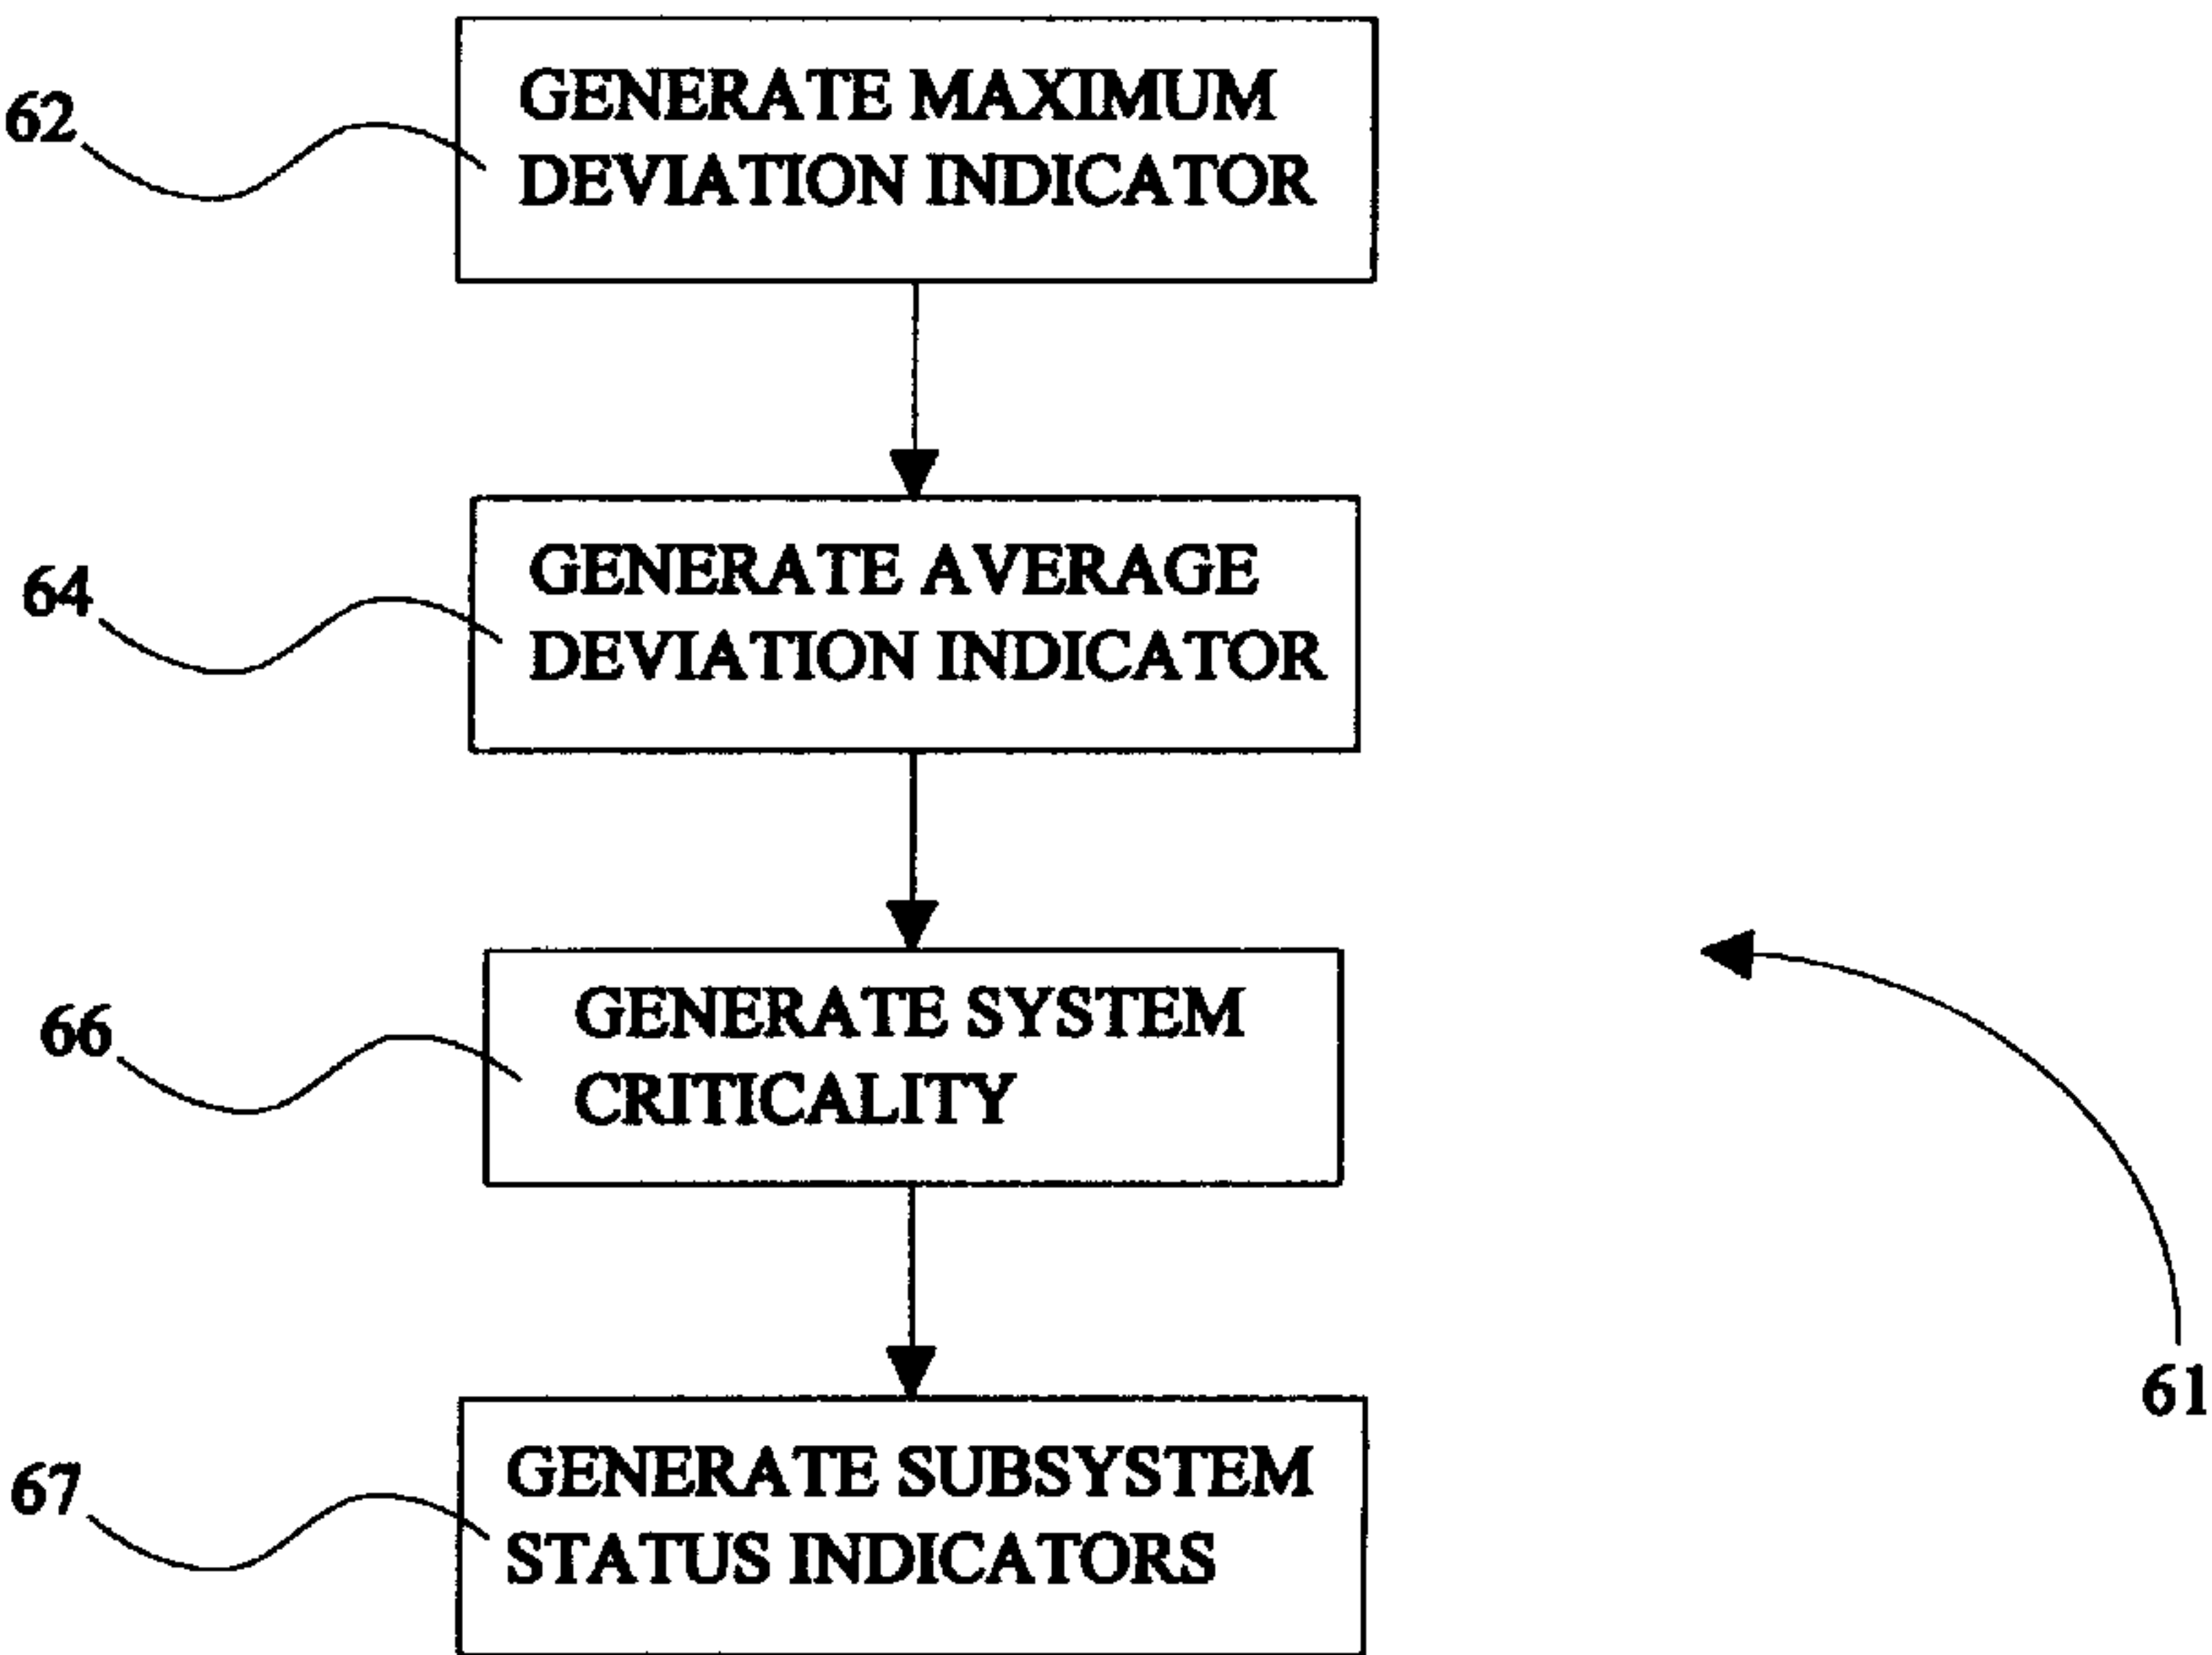 62
GENERATE MAXIMUM
DEVIATION INDICATOR
64
GENERATE AVERAGE
DEVIATION INDICATOR
66
GENERATE SYSTEM
CRITICALITY
61
67
GENERATE SUBSYSTEM
STATUS INDICATORS